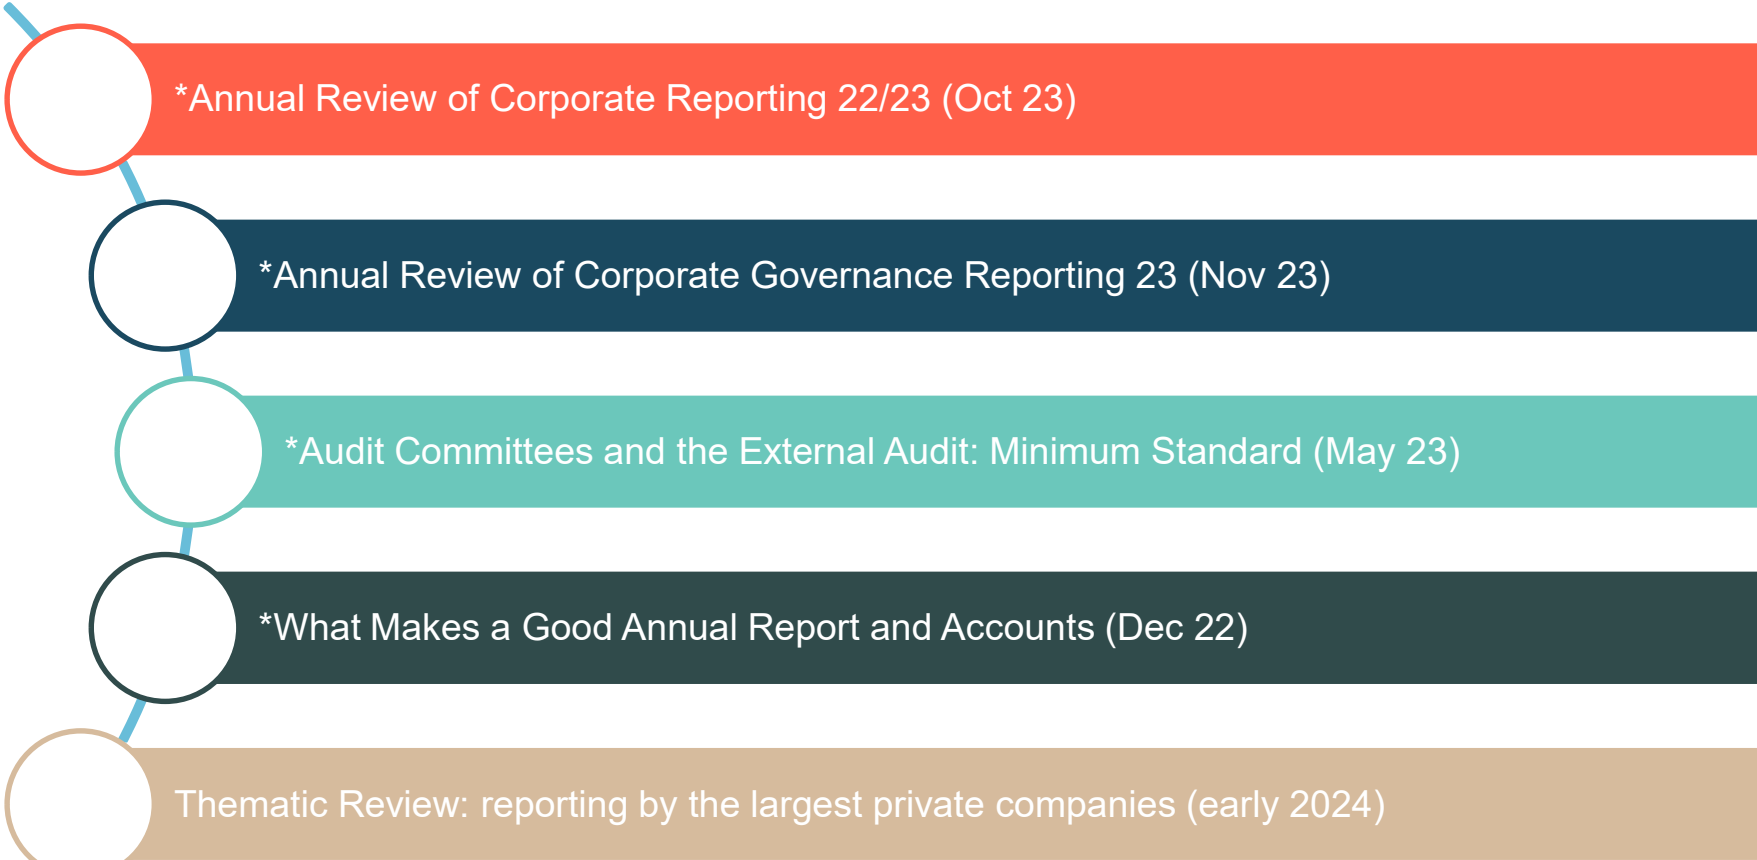 *Annual Review of Corporate Reporting 22/23 (Oct 23)
*Annual Review of Corporate Governance Reporting 23 (Nov 23)
*Audit Committees and the External Audit: Minimum Standard (May 23)
*What Makes a Good Annual Report and Accounts (Dec 22)
Thematic Review: reporting by the largest private companies (early 2024)